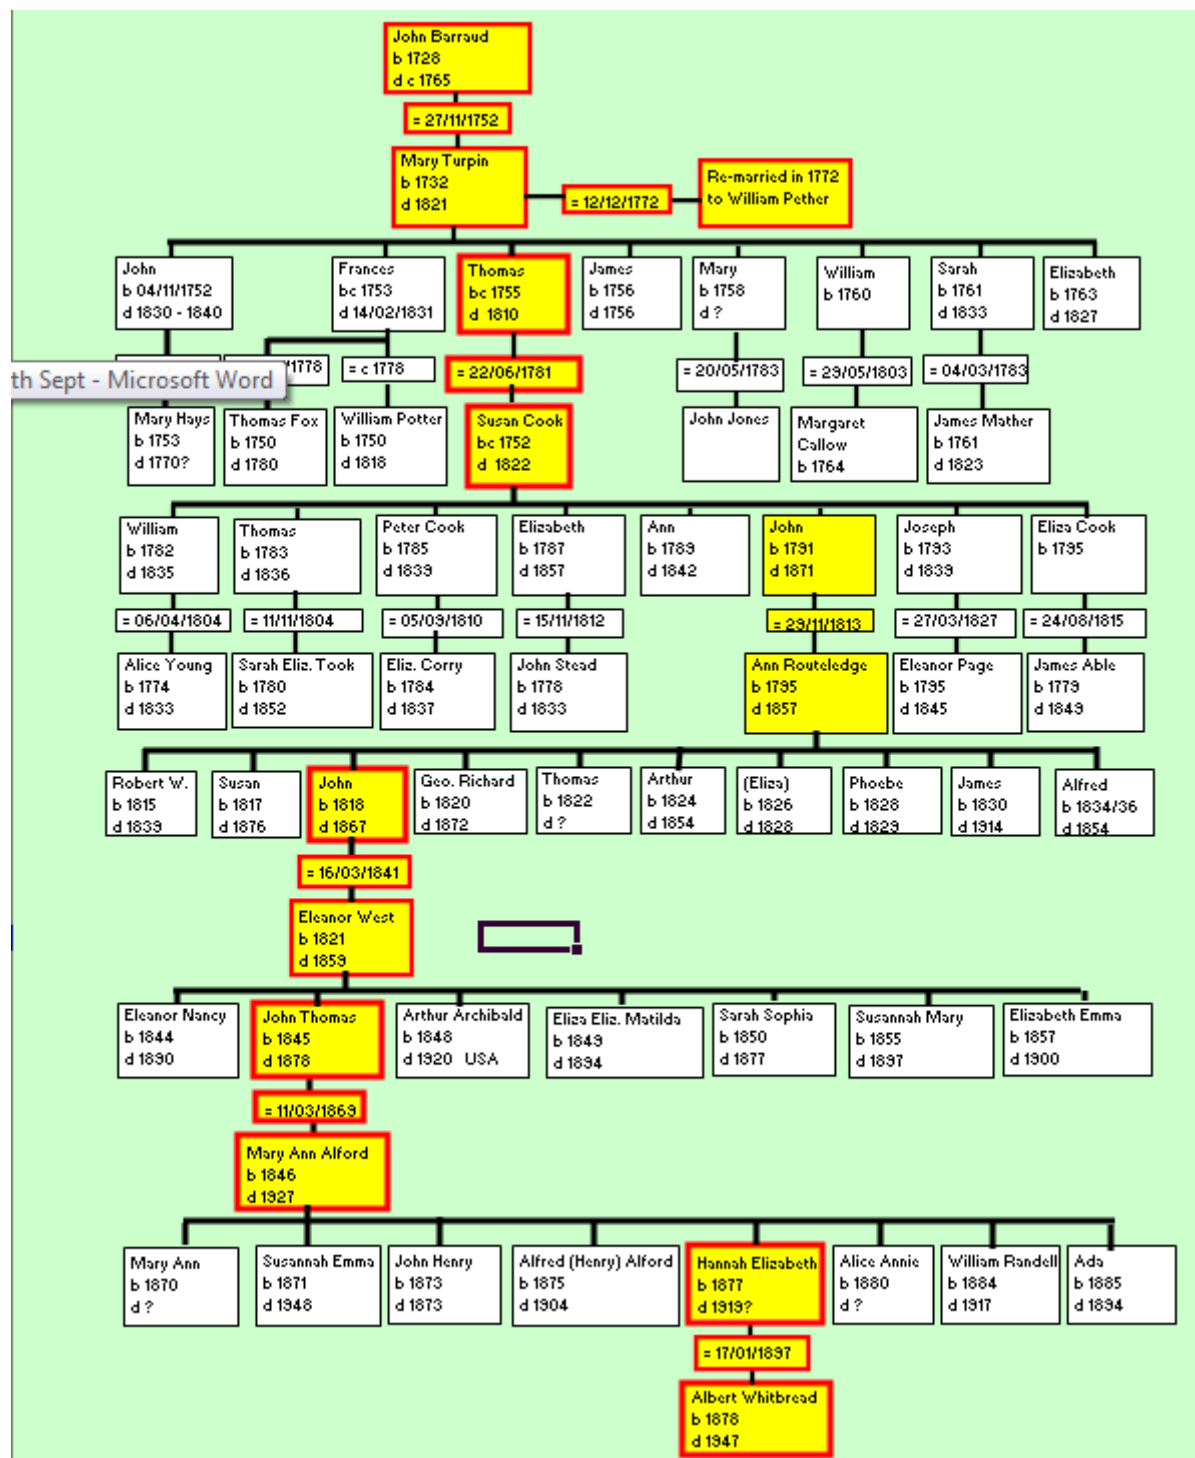 John Barraud
b 1728
d c 1765
= 27/11/1752
Mary Turpin
b 1732
d 1821
= 12/12/1772
Re-married in 1772
to William Pether
John
b 04/11/1752
d 1830 - 1840
Frances
bc 1753
d 14/02/1831
Thomas
bc 1755
d 1810
James
b 1756
d 1756
Mary
b 1758
d ?
William
b 1760
Sarah
b 1761
d 1833
Elizabeth
b 1763
d 1827
th Sept - Microsoft Word
/1778
= c 1778
= 22/06/1781
= 20/05/1783
= 29/05/1803
= 04/03/1783
Mary Hays
b 1753
d 1770?
Thomas Fox
b 1750
d 1780
William Potter
b 1750
d 1818
Susan Cook
bc 1752
d 1822
John Jones
Margaret
Callow
b 1764
James Mather
b 1761
d 1823
William
b 1782
d 1835
Thomas
b 1783
d 1836
Peter Cook
b 1785
d 1839
Elizabeth
b 1787
d 1857
Ann
b 1789
d 1842
John
b 1791
d 1871
Joseph
b 1793
d 1839
Eliza Cook
b 1795
= 06/04/1804
= 11/11/1804
= 05/09/1810
= 15/11/1812
= 29/11/1813
= 27/03/1827
= 24/08/1815
Alice Young
b 1774
d 1833
Sarah Eliz. Took
b 1780
d 1852
Eliz. Corry
b 1784
d 1837
John Stead
b 1778
d 1833
Ann Routeledge
b 1795
d 1857
Eleanor Page
b 1795
d 1845
James Able
b 1779
d 1849
Robert W.
b 1815
d 1839
Susan
b 1817
d 1876
John
b 1818
d 1867
Geo. Richard
b 1820
d 1872
Thomas
b 1822
d ?
Arthur
b 1824
d 1854
(Eliza)
b 1826
d 1828
Phoebe
b 1828
d 1829
James
b 1830
d 1914
Alfred
b 1834/36
d 1854
= 16/03/1841
Eleanor West
b 1821
d 1859
Eleanor Nancy
b 1844
d 1890
John Thomas
b 1845
d 1878
Arthur Archibald
b 1848
d 1920 USA
Eliza Eliz. Matilda
b 1849
d 1894
Sarah Sophia
b 1850
d 1877
Susannah Mary
b 1855
d 1897
Elizabeth Emma
b 1857
d 1900
= 11/03/1869
Mary Ann Alford
b 1846
d 1927
Mary Ann
b 1870
d ?
Susannah Emma
b 1871
d 1948
John Henry
b 1873
d 1873
Alfred (Henry) Alford
b 1875
d 1904
Hannah Elizabeth
b 1877
d 1919?
Alice Annie
b 1880
d ?
William Randell
b 1884
d 1917
Ada
b 1885
d 1894
= 17/01/1897
Albert Whitbread
b 1878
d 1947